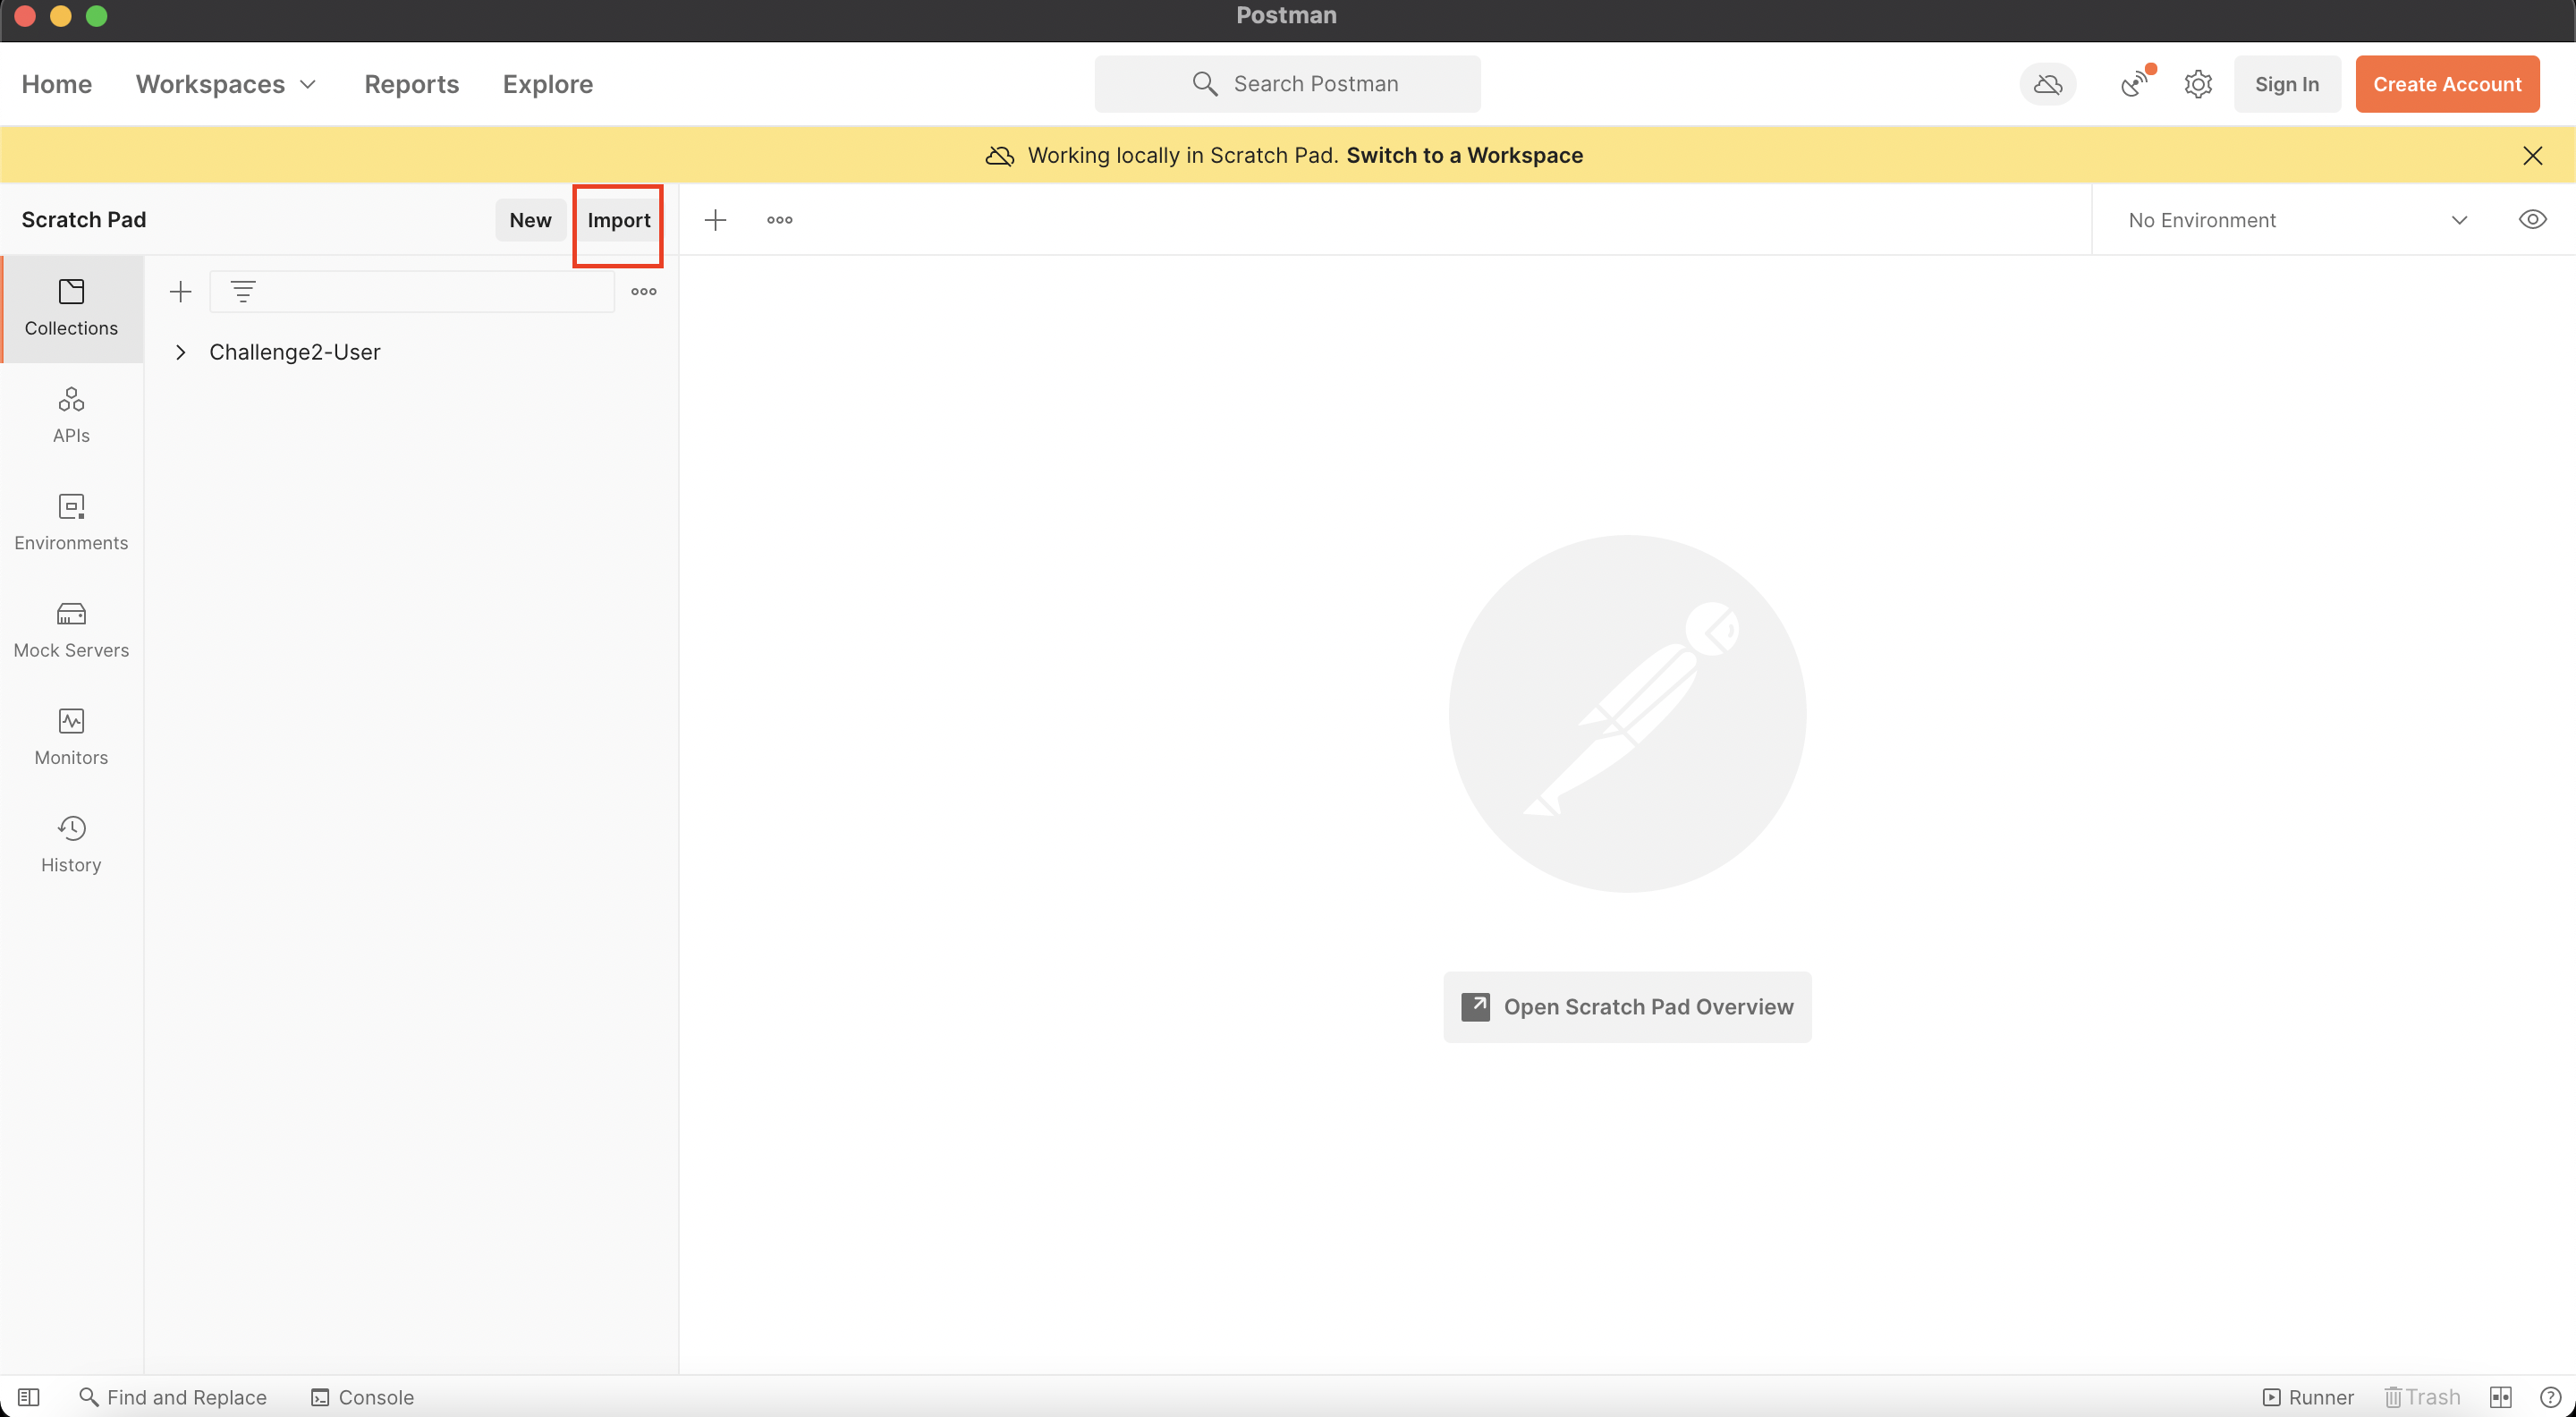 Postman
Home Workspaces Reports Explore Search Postman Sign In Create Account
Working locally in Scratch Pad. Switch to a Workspace
Scratch Pad New Import No Environment
Collections
Challenge2-User
APIs
Environments
Mock Servers
Monitors
History
Open Scratch Pad Overview
Find and Replace Console Runner Trash